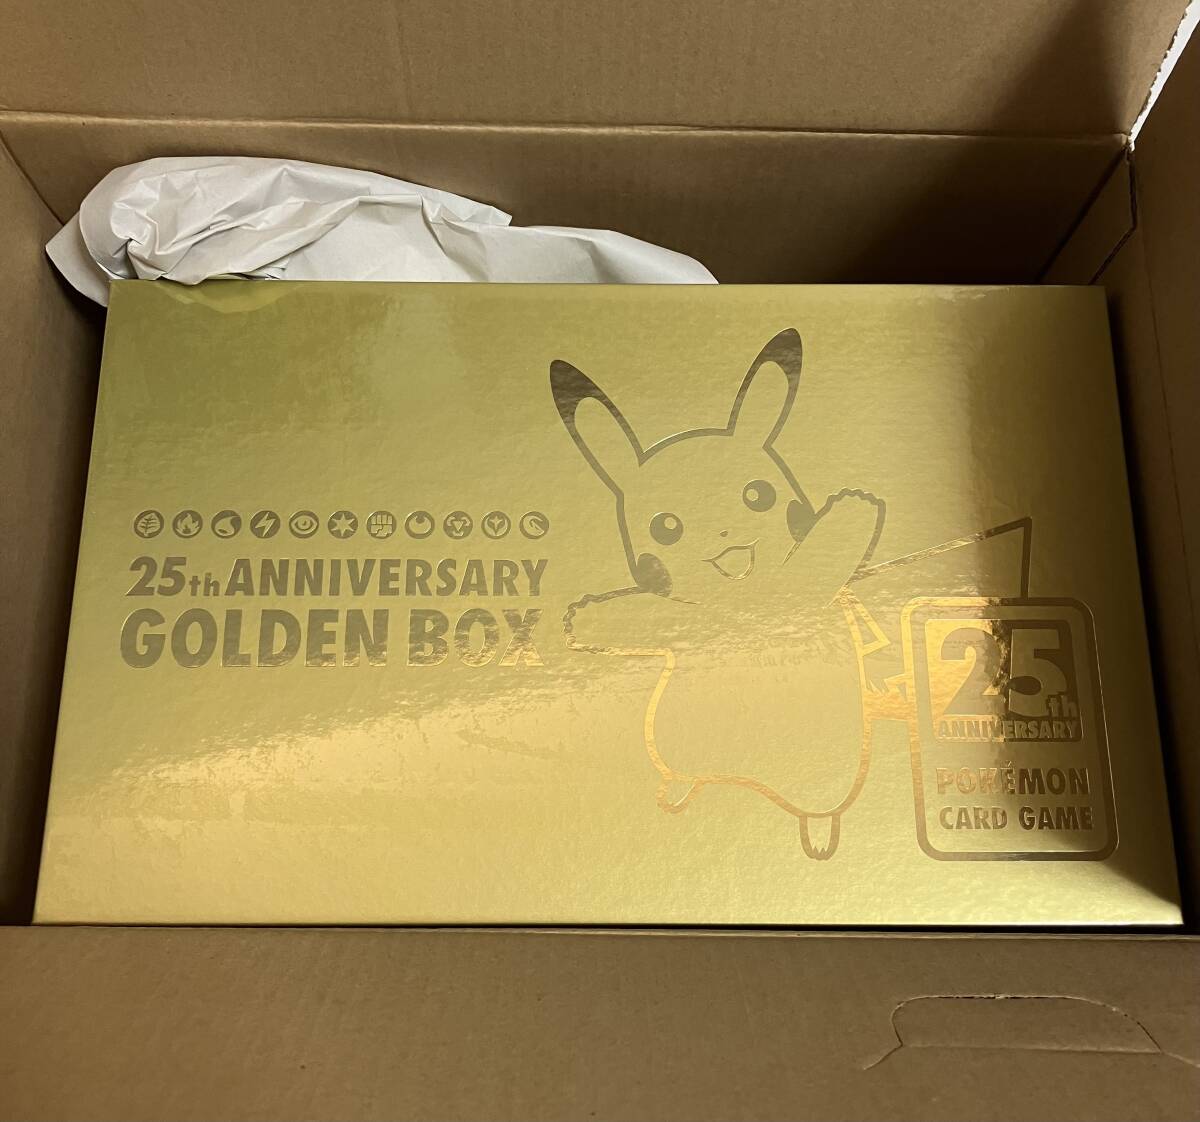 25th ANNIVERSARY
GOLDEN BOX
25th
ANNIVERSARY
POKÉMON
CARD GAME